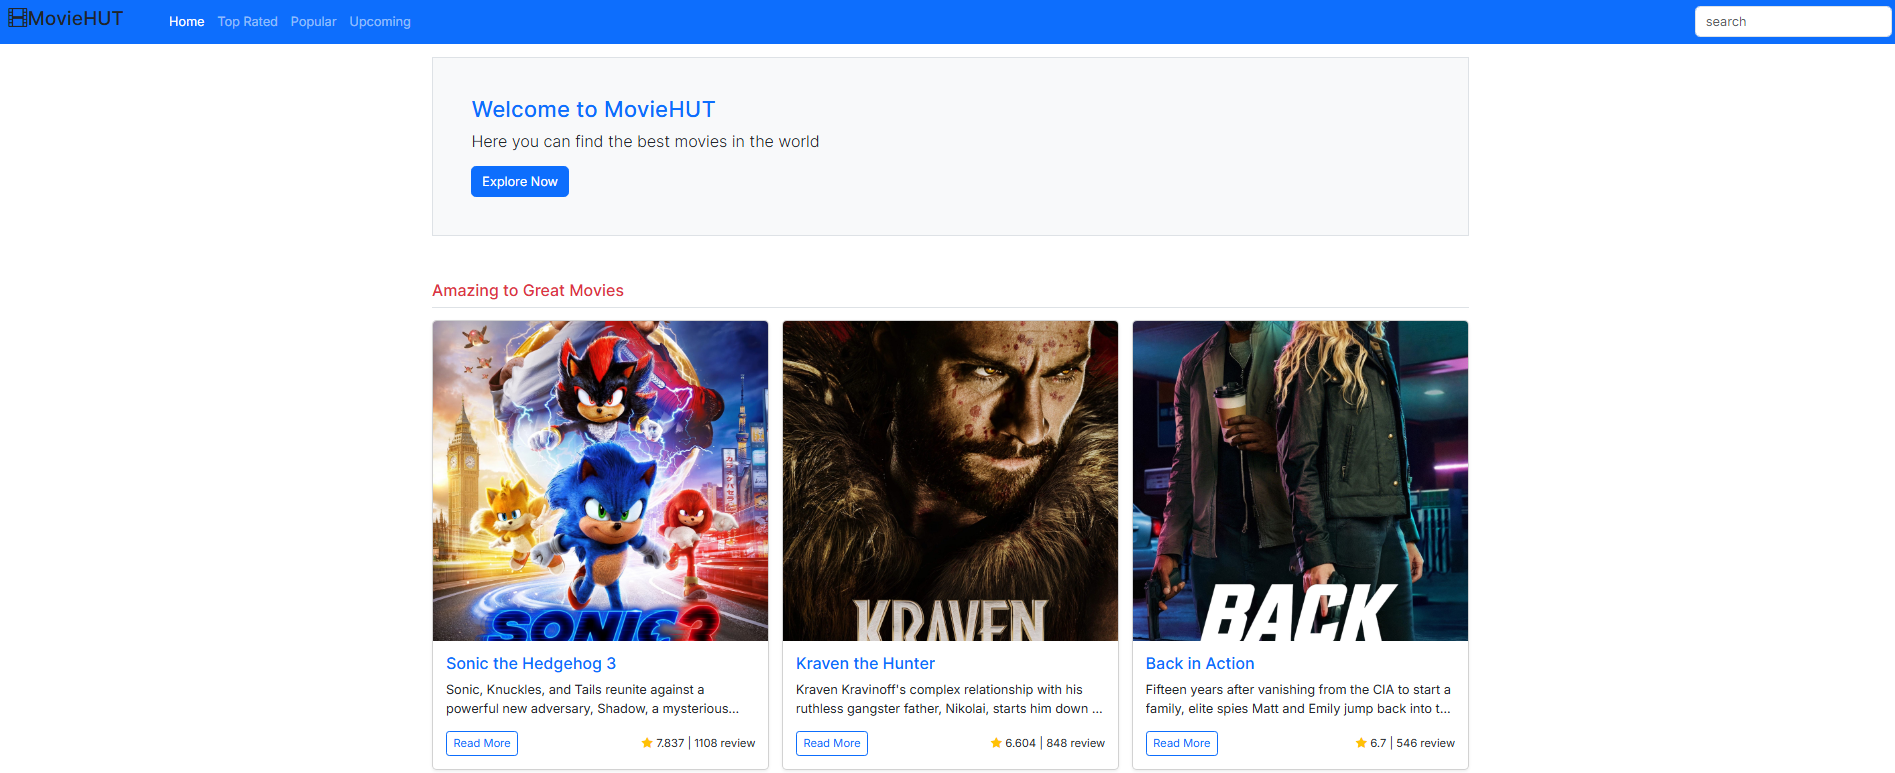 MovieHUT
Home Top Rated Popular Upcoming
search
Welcome to MovieHUT
Here you can find the best movies in the world
Explore Now
Amazing to Great Movies
SONIC 3
KRAVEN
BACK
Sonic the Hedgehog 3
Sonic, Knuckles, and Tails reunite against a
powerful new adversary, Shadow, a mysterious...
Read More
7.837 | 1108 review
Kraven the Hunter
Kraven Kravinoff's complex relationship with his
ruthless gangster father, Nikolai, starts him down ...
Read More
6.604 | 848 review
Back in Action
Fifteen years after vanishing from the CIA to start a
family, elite spies Matt and Emily jump back into t...
Read More
6.7 | 546 review